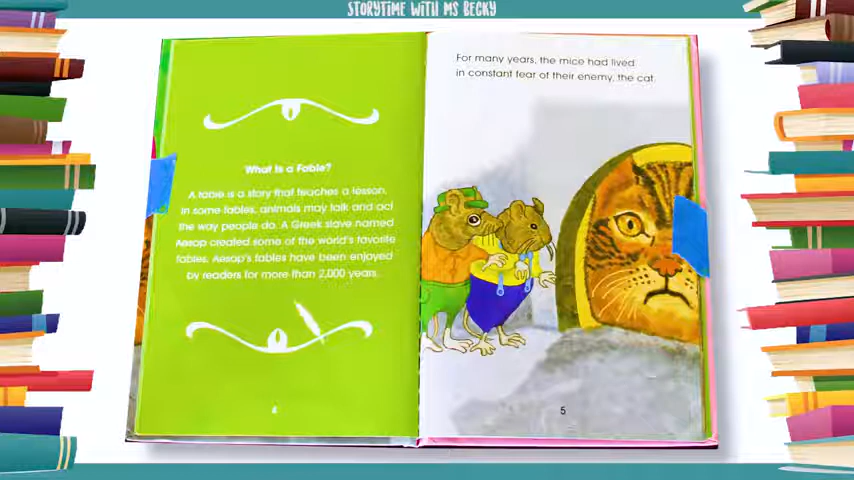 STORYTIME WITH MS BECKY
What Is a Fable?
A fable is a story that teaches a lesson.
In some fables, animals may talk and act
the way people do. A Greek slave named
Aesop created some of the world's favorite
fables. Aesop's fables have been enjoyed
by readers for more than 2,000 years.
4
For many years, the mice had lived
in constant fear of their enemy, the cat.
5